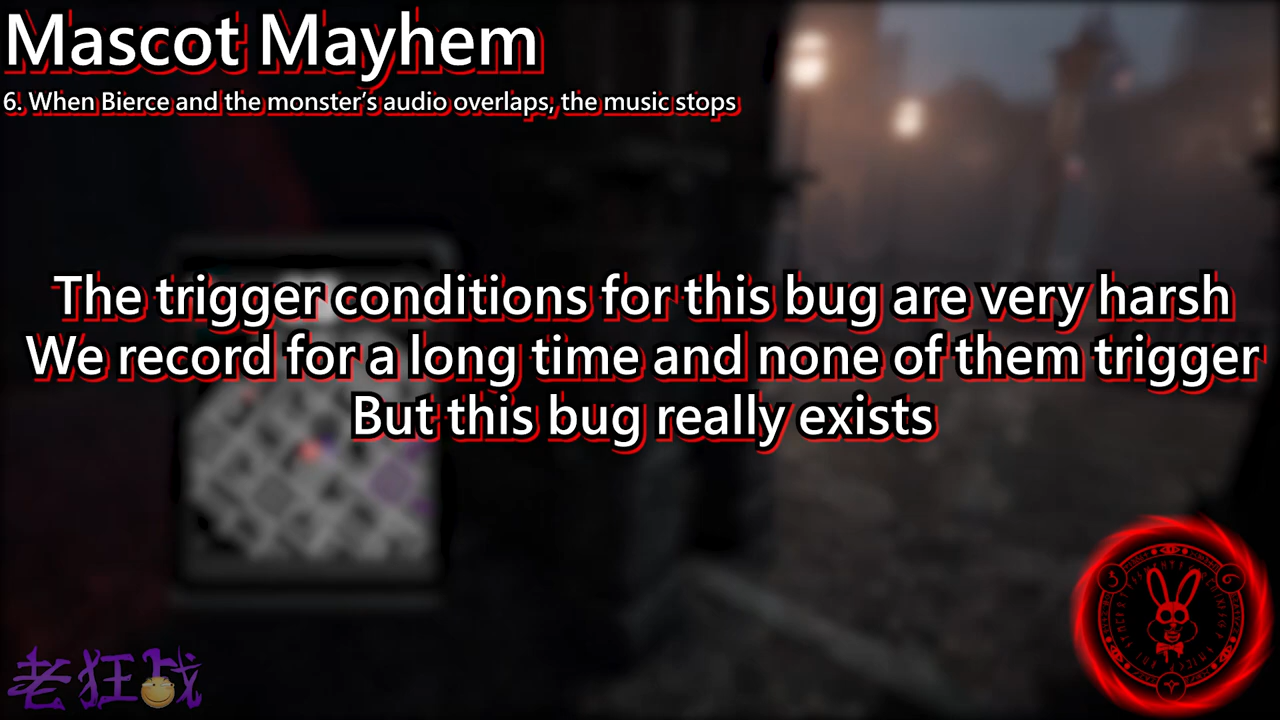 Mascot Mayhem
6. When Bierce and the monster's audio overlaps, the music stops
The trigger conditions for this bug are very harsh
We record for a long time and none of them trigger
But this bug really exists
老狂战